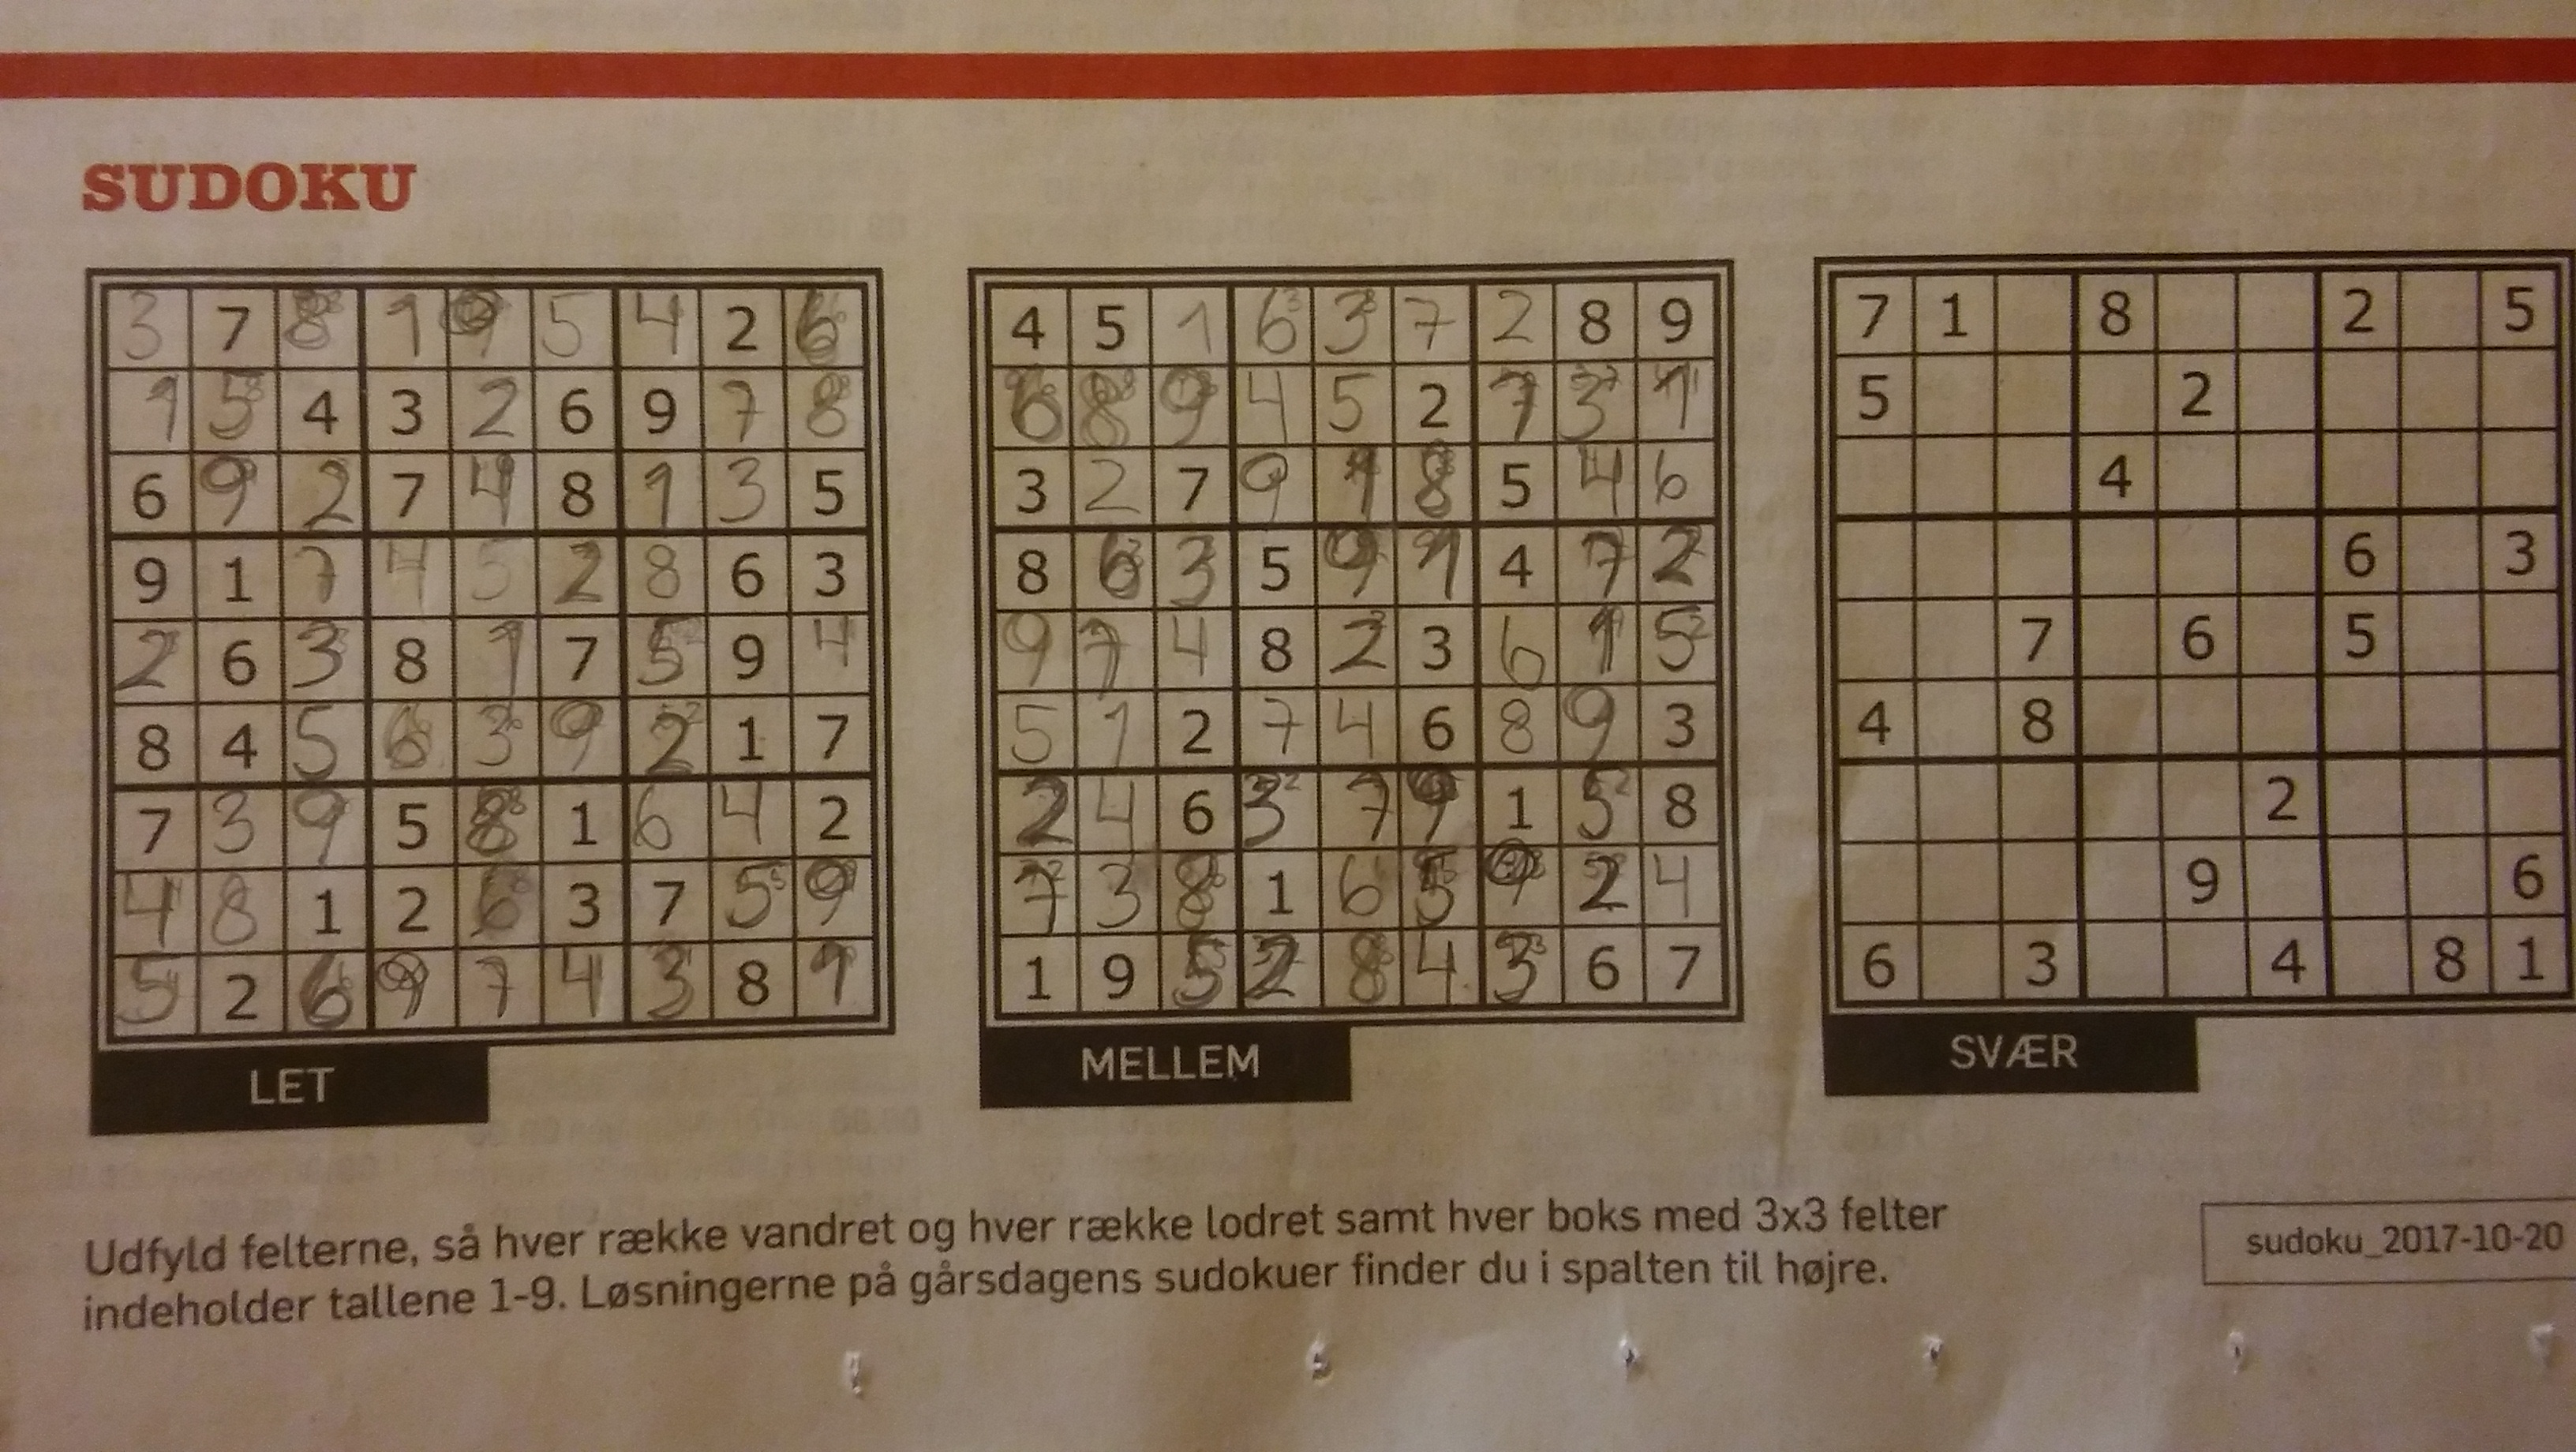 SUDOKU
3 7 8 1 9 5 4 2 6
1 5 4 3 2 6 9 7 8
6 9 2 7 4 8 1 3 5
9 1 7 4 5 2 8 6 3
2 6 3 8 1 7 5 9 4
8 4 5 6 3 9 2 1 7
7 3 9 5 8 1 6 4 2
4 8 1 2 6 3 7 5 9
5 2 6 9 7 4 3 8 1
LET
4 5 1 6 3 7 2 8 9
6 8 9 4 5 2 7 3 1
3 2 7 9 1 8 5 4 6
8 6 3 5 9 1 4 7 2
9 7 4 8 2 3 6 1 5
5 1 2 7 4 6 8 9 3
2 4 6 3 7 9 1 5 8
7 3 8 1 6 5 9 2 4
1 9 5 2 8 4 3 6 7
MELLEM
7 1 8 2 5
5 2
4
6 3
7 6 5
4 8
2
9 6
6 3 4 8 1
SVÆR
Udfyld felterne, så hver række vandret og hver række lodret samt hver boks med 3x3 felter
indeholder tallene 1-9. Løsningerne på gårsdagens sudokuer finder du i spalten til højre.
sudoku_2017-10-20